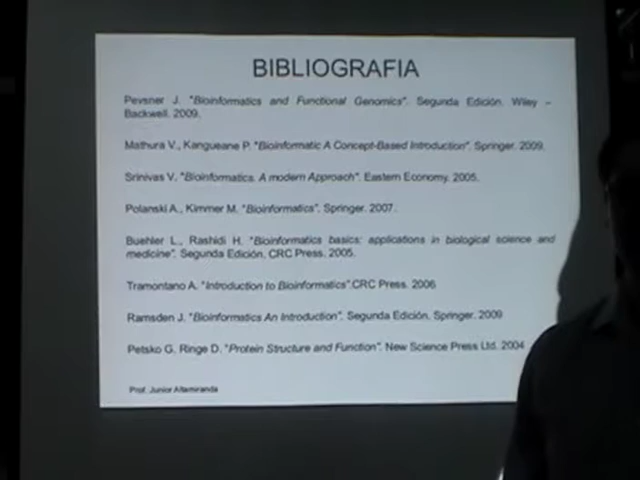 BIBLIOGRAFIA
Pevsner J. "Bioinformatics and Functional Genomics". Segunda Edición. Wiley –
Backwell. 2009.
Mathura V., Kangueane P. "Bioinformatic A Concept-Based Introduction". Springer. 2009.
Srinivas V. "Bioinformatics. A modern Approach". Eastern Economy. 2005.
Polanski A., Kimmer M. "Bioinformatics". Springer. 2007.
Buehler L., Rashidi H. "Bioinformatics basics: applications in biological science and
medicine". Segunda Edición. CRC Press. 2005.
Tramontano A. "Introduction to Bioinformatics".CRC Press. 2006
Ramsden J. "Bioinformatics An Introduction". Segunda Edición. Springer. 2009
Petsko G, Ringe D. "Protein Structure and Function". New Science Press Ltd. 2004
Prof. Junior Altamiranda